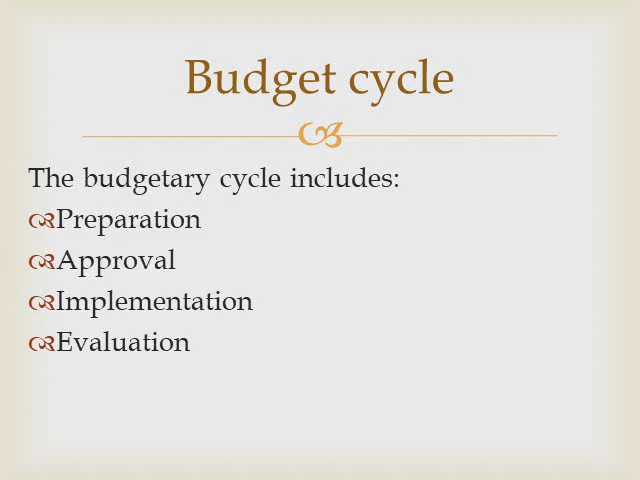 Budget cycle
The budgetary cycle includes:
Preparation
Approval
Implementation
Evaluation